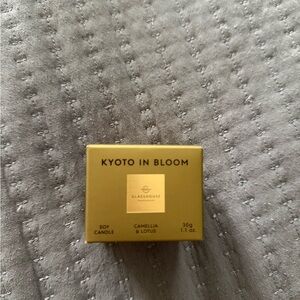 KYOTO IN BLOOM
GLASSHOUSE
SOY CANDLE
CAMELLIA & LOTUS
30g 1.1 oz